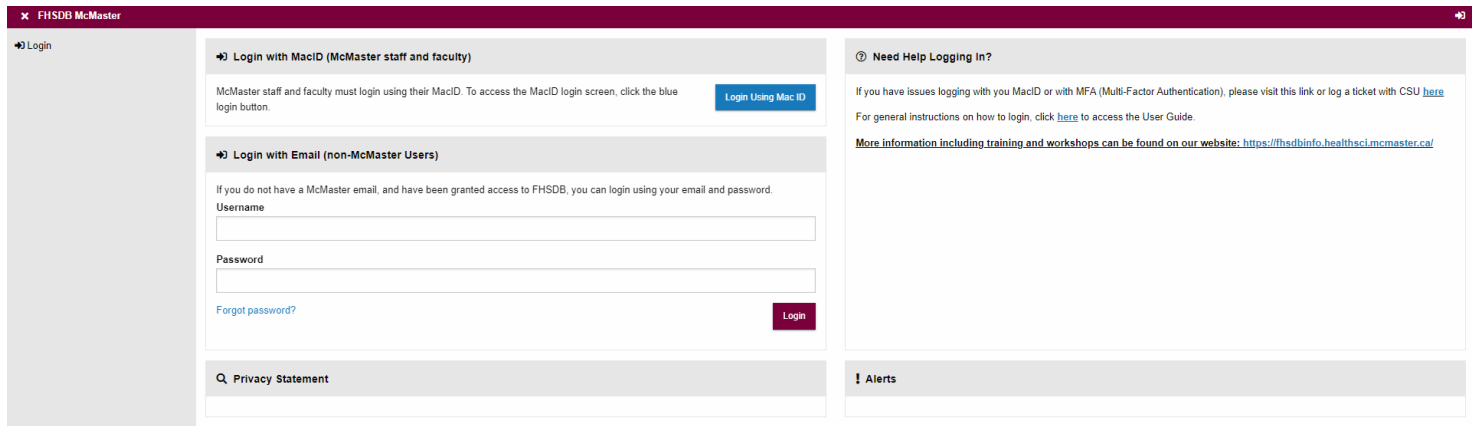 FHSDB McMaster
Login
Login with MacID (McMaster staff and faculty)
McMaster staff and faculty must login using their MacID. To access the MacID login screen, click the blue
login button.
Login Using Mac ID
Login with Email (non-McMaster Users)
If you do not have a McMaster email, and have been granted access to FHSDB, you can login using your email and password.
Username
Password
Forgot password?
Login
Privacy Statement
Need Help Logging In?
If you have issues logging with you MacID or with MFA (Multi-Factor Authentication), please visit this link or log a ticket with CSU here
For general instructions on how to login, click here to access the User Guide.
More information including training and workshops can be found on our website: https://fhsdbinfo.healthsci.mcmaster.ca/
Alerts